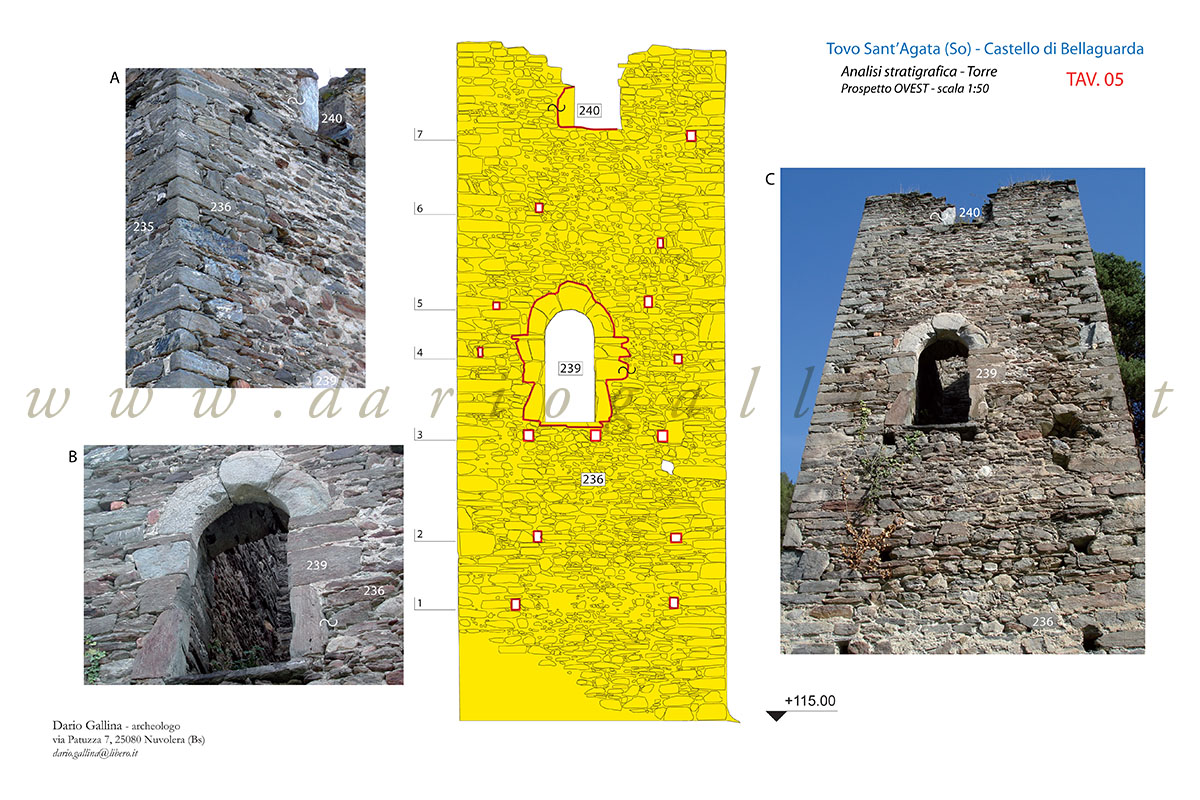 Tovo Sant'Agata (So) - Castello di Bellaguarda
Analisi stratigrafica - Torre
Prospetto OVEST - scala 1:50
TAV. 05
A
240
236
235
239
B
239
236
7
6
5
4
3
2
1
240
239
236
C
240
239
236
+115.00
www.dariogall
t
Dario Gallina - archeologo
via Patuzza 7, 25080 Nuvolera (Bs)
dario.gallina@libero.it